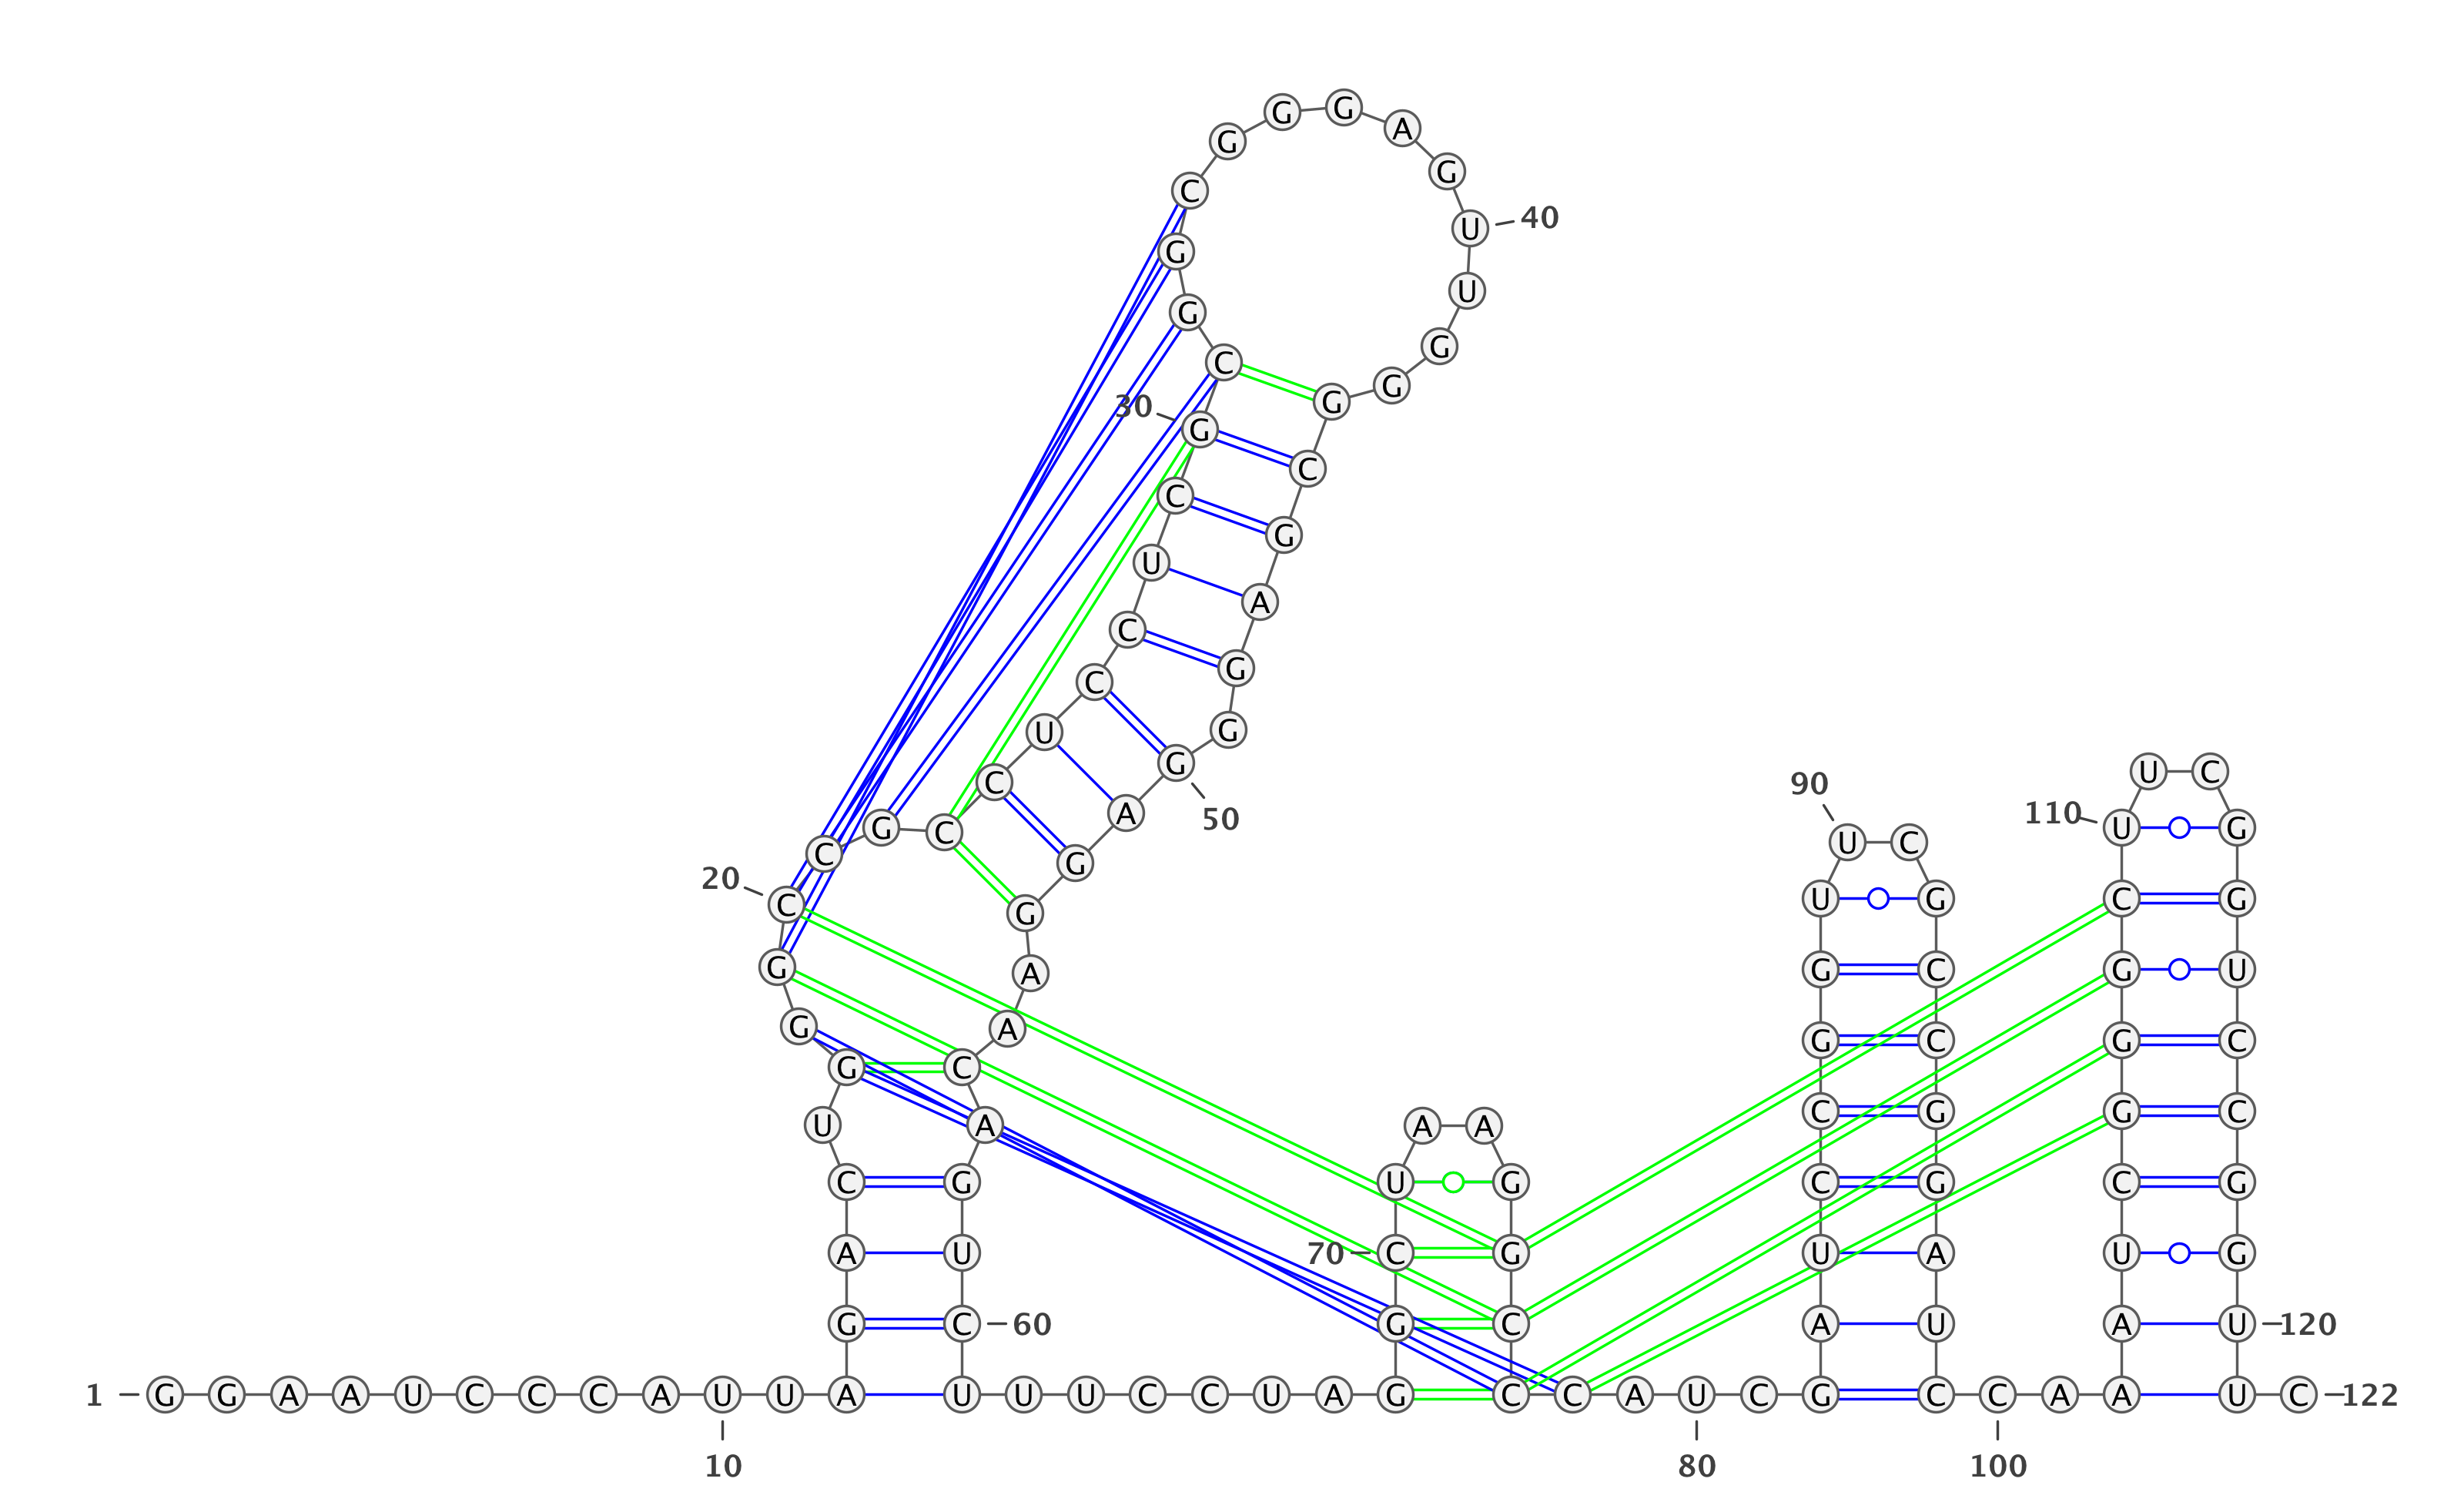 G G G A
C G
U 40
G
G U
C G
30 G G
G
C
C
G
U
A
C
G
C
U G
G U C
C 90
A 50 110
G C U G
U C
C
G
20
C G U G C G
G A G C G U
G A G C G C
G C
C G G C
U A A A
C G U G C G C G
A U 70 C G U A U G
G C 60 G C A U A U 120
1 G G A A U C C C A U U A U U U C C U A G C C A U C G C C A A U C 122
10 80 100